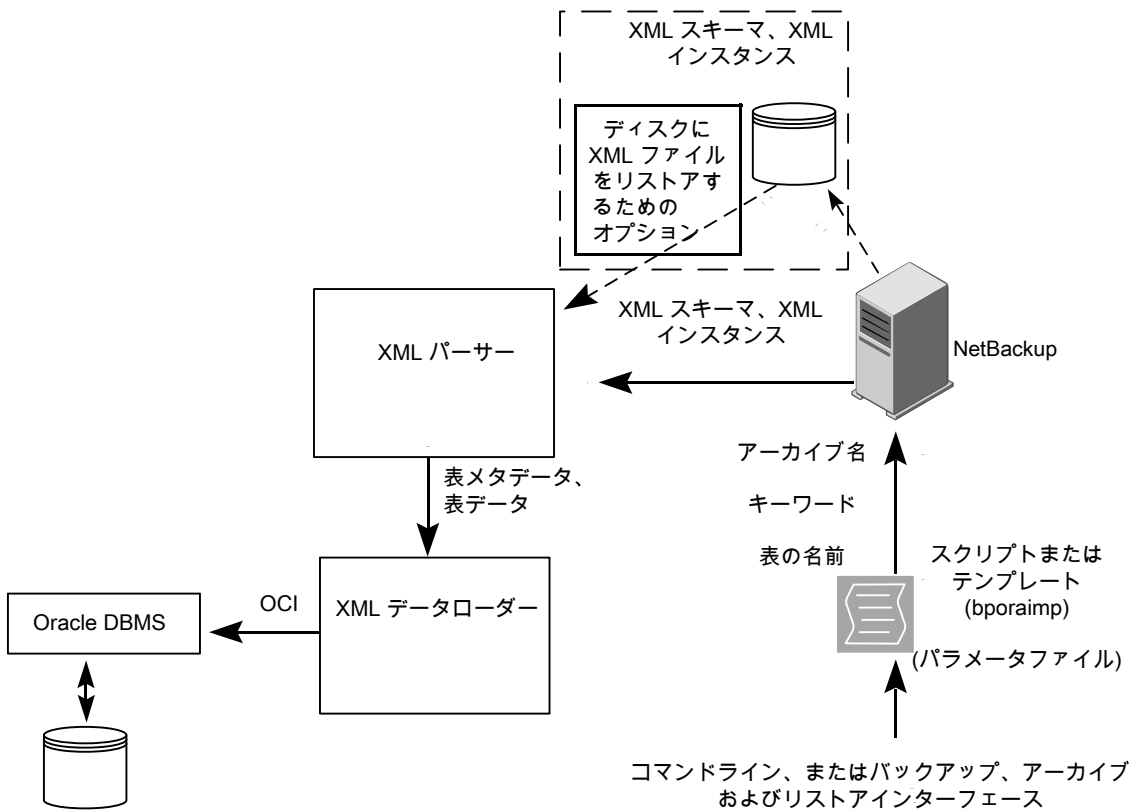 XML スキーマ、XML
インスタンス
ディスクに
XML ファイル
をリストアす
るための
オプション
XML スキーマ、XML
インスタンス
XML パーサー
NetBackup
アーカイブ名
キーワード
表の名前
表メタデータ、
表データ
スクリプトまたは
テンプレート
(bporaimp)
(パラメータファイル)
XML データローダー
OCI
Oracle DBMS
コマンドライン、またはバックアップ、アーカイブ
およびリストアインターフェース